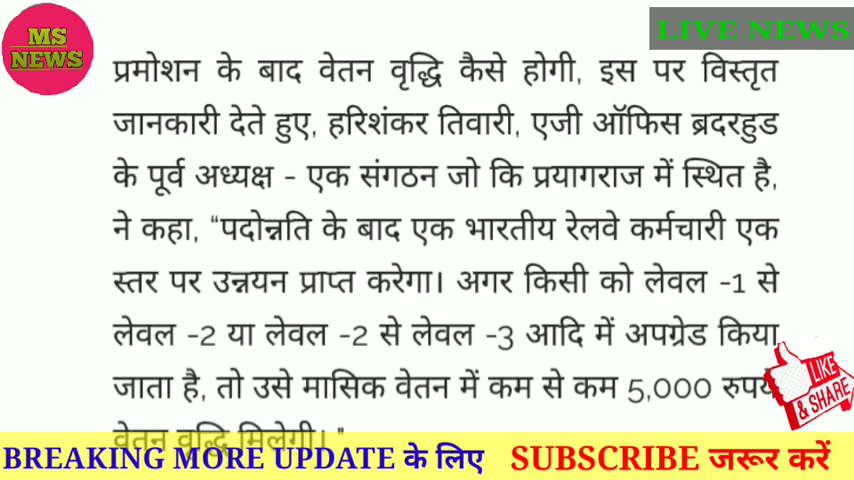 MS
NEWS
LIVE NEWS
प्रमोशन के बाद वेतन वृद्धि कैसे होगी, इस पर विस्तृत
जानकारी देते हुए, हरिशंकर तिवारी, एजी ऑफिस ब्रदरहुड
के पूर्व अध्यक्ष - एक संगठन जो कि प्रयागराज में स्थित है,
ने कहा, “पदोन्नति के बाद एक भारतीय रेलवे कर्मचारी एक
स्तर पर उन्नयन प्राप्त करेगा। अगर किसी को लेवल -1 से
लेवल -2 या लेवल -2 से लेवल -3 आदि में अपग्रेड किया
जाता है, तो उसे मासिक वेतन में कम से कम 5,000 रुपये
वेतन वृद्धि मिलेगी। "
LIKE
& SHARE
BREAKING MORE UPDATE के लिए SUBSCRIBE जरूर करें